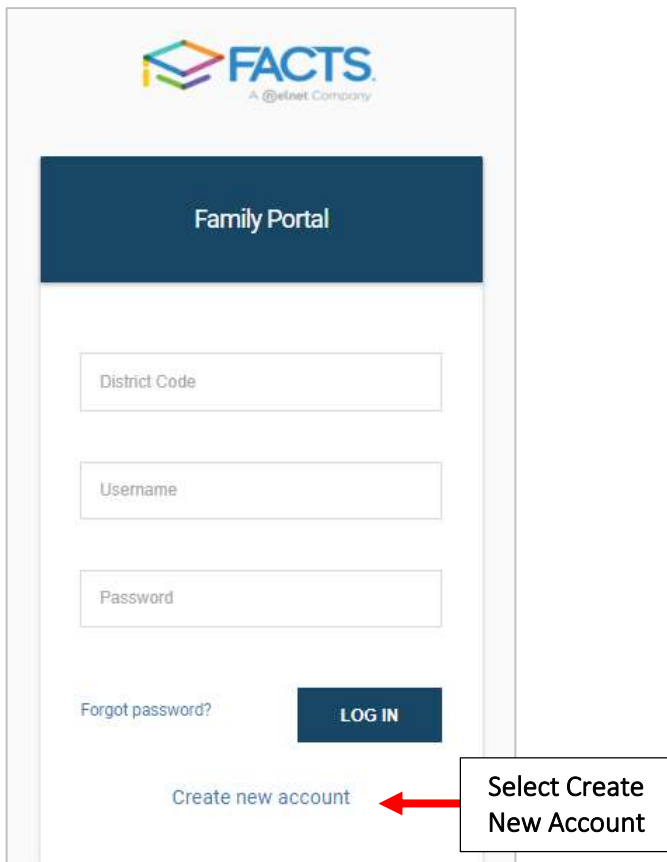 FACTS
A nelnet Company
Family Portal
District Code
Username
Password
Forgot password?
LOG IN
Create new account
Select Create
New Account